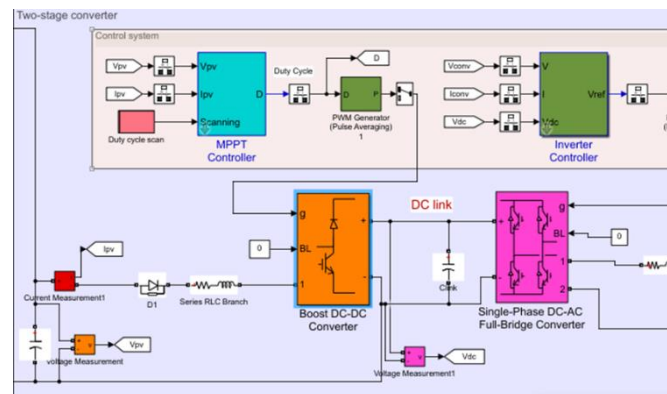 Two-stage converter
Control system
Vpv
Vpv
Ipv
Ipv
Scanning
D
Duty cycle scan
MPPT
Controller
Duty Cycle
D
D
P
PWM Generator
(Pulse Averaging)
1
Vconv
V
Iconv
I
Vdc
Vdc
Vref
Inverter
Controller
Ipv
Current Measurement1
D1
Series RLC Branch
0
g
BL
1
+
-
Boost DC-DC
Converter
DC link
Clink
+
-
g
BL
1
2
0
Single-Phase DC-AC
Full-Bridge Converter
+
-
v
Vpv
Voltage Measurement
+
-
v
Vdc
Voltage Measurement1